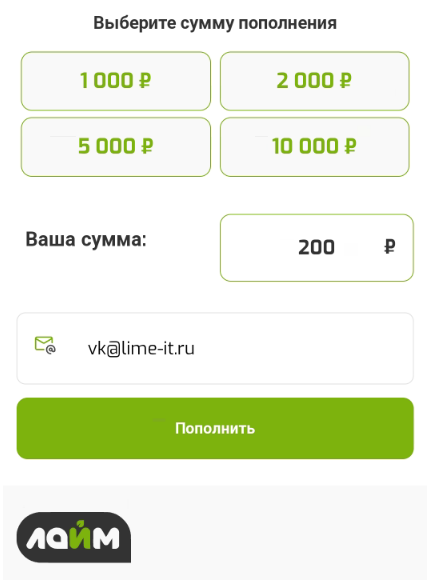 Выберите сумму пополнения
1 000 ₽
2 000 ₽
5 000 ₽
10 000 ₽
Ваша сумма:
200 ₽
vk@lime-it.ru
Пополнить
лайм